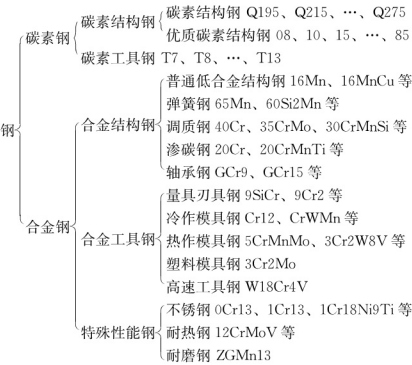 碳素结构钢 Q195、Q215、…、Q275
碳素结构钢
优质碳素结构钢 08、10、15、…、85
碳素钢
碳素工具钢 T7、T8、…、T13
普通低合金结构钢 16Mn、16MnCu 等
弹簧钢 65Mn、60Si2Mn 等
合金结构钢
调质钢 40Cr、35CrMo、30CrMnSi 等
钢
渗碳钢 20Cr、20CrMnTi 等
轴承钢 GCr9、GCr15 等
量具刃具钢 9SiCr、9Cr2 等
合金钢
冷作模具钢 Cr12、CrWMn 等
合金工具钢
热作模具钢 5CrMnMo、3Cr2W8V 等
塑料模具钢 3Cr2Mo
高速工具钢 W18Cr4V
不锈钢 0Cr13、1Cr13、1Cr18Ni9Ti 等
特殊性能钢
耐热钢 12CrMoV 等
耐磨钢 ZGMn13